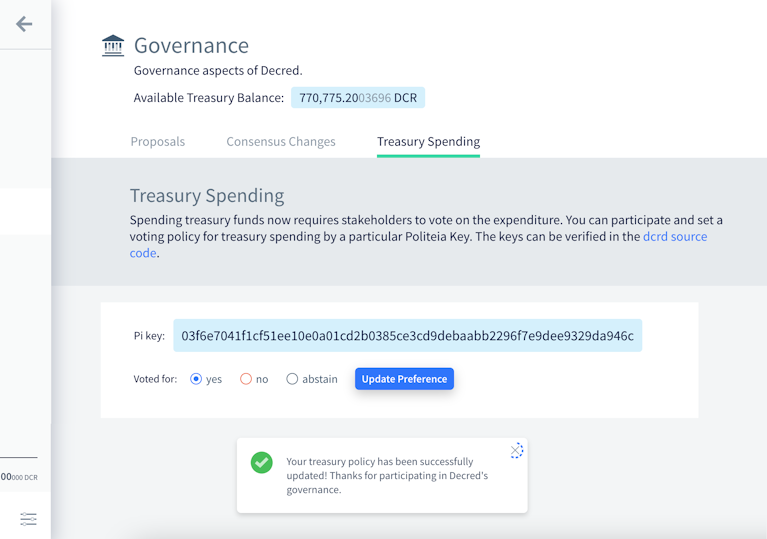 Governance
Governance aspects of Decred.
Available Treasury Balance: 770,775.2003696 DCR
Proposals Consensus Changes Treasury Spending
Treasury Spending
Spending treasury funds now requires stakeholders to vote on the expenditure. You can participate and set a
voting policy for treasury spending by a particular Politeia Key. The keys can be verified in the dcrd source
code.
Pi key: 03f6e7041f1cf51ee10e0a01cd2b0385ce3cd9debaabb2296f7e9dee9329da946c
Voted for: yes no abstain Update Preference
Your treasury policy has been successfully
updated! Thanks for participating in Decred's
governance.
00000 DCR